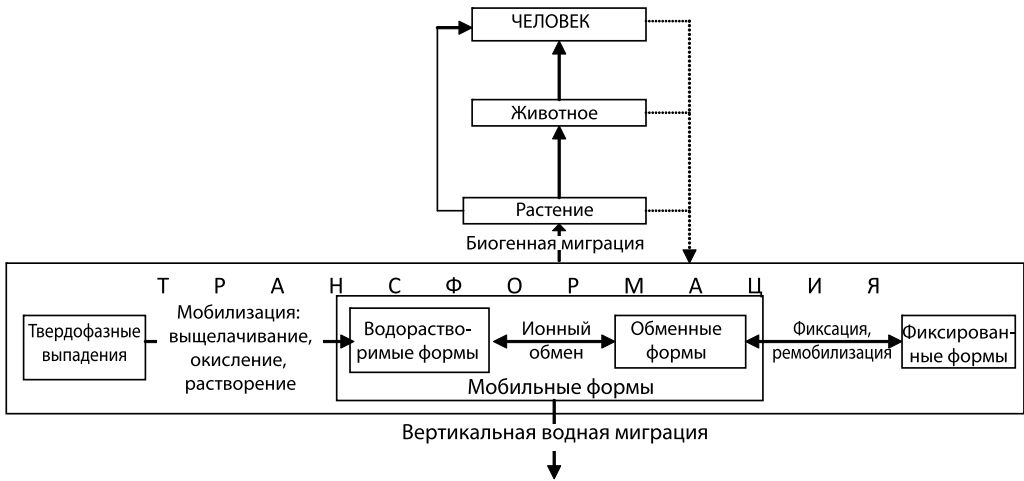 ЧЕЛОВЕК
Животное
Растение
Биогенная миграция
Т Р А Н С Ф О Р М А Ц И Я
Твердофазные
выпадения
Мобилизация:
выщелачивание,
окисление,
растворение
Водораство-
римые формы
Ионный
обмен
Обменные
формы
Фиксация,
ремобилизация
Фиксирован-
ные формы
Мобильные формы
Вертикальная водная миграция